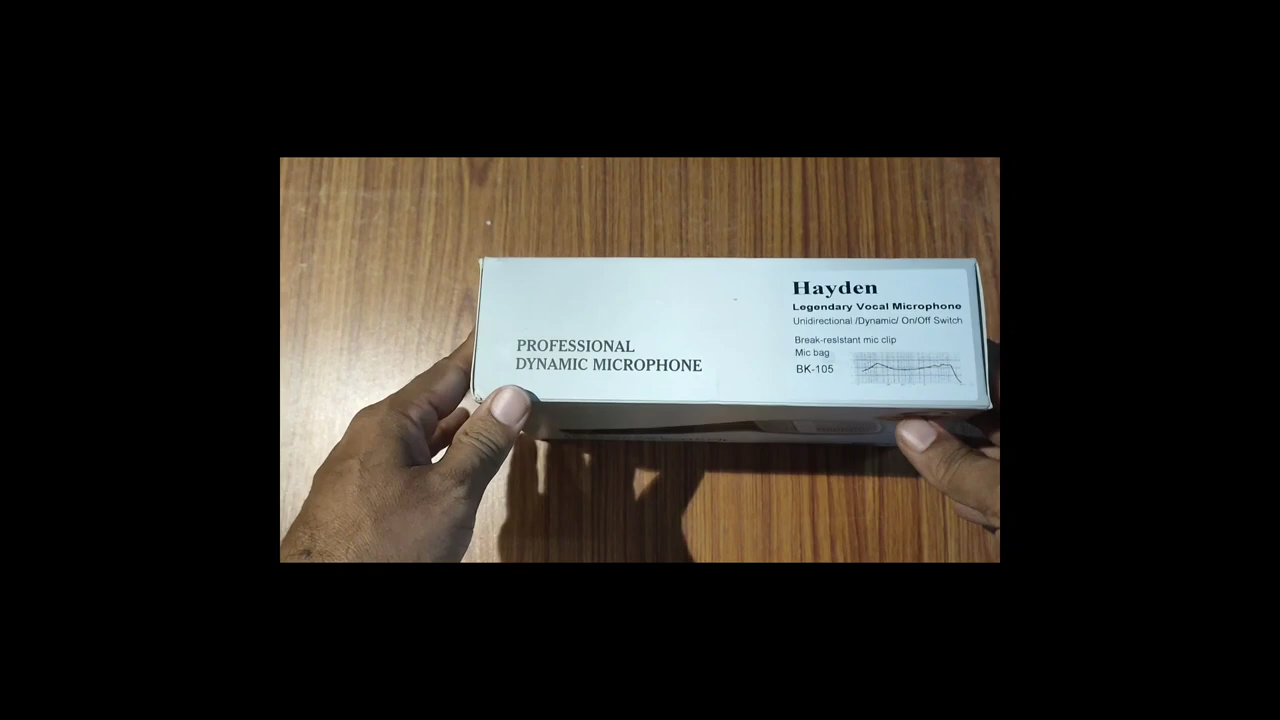 Hayden
Legendary Vocal Microphone
Unidirectional /Dynamic/ On/Off Switch
Break-resistant mic clip
Mic bag
BK-105
PROFESSIONAL
DYNAMIC MICROPHONE